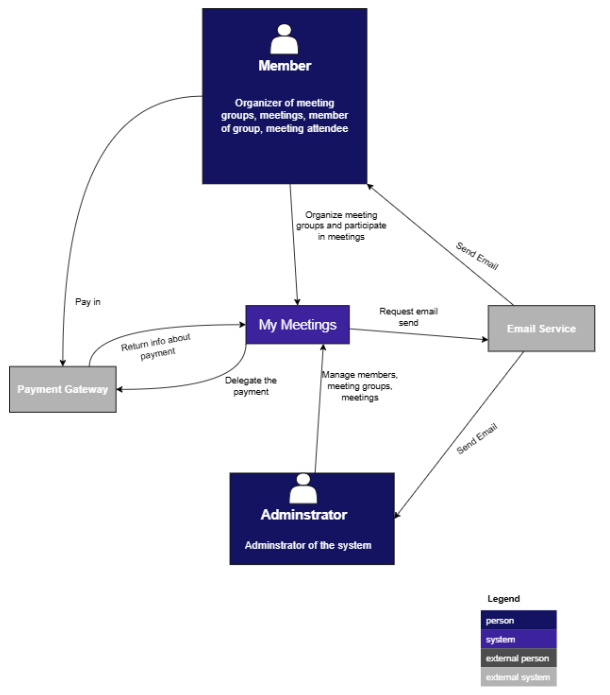 Member
Organizer of meeting
groups, meetings, member
of group, meeting attendee
Organize meeting
groups and participate
in meetings
Send Email
Pay in
My Meetings
Request email
send
Email Service
Return info about
payment
Payment Gateway
Delegate the
payment
Manage members,
meeting groups,
meetings
Send Email
Adminstrator
Adminstrator of the system
Legend
person
system
external person
external system